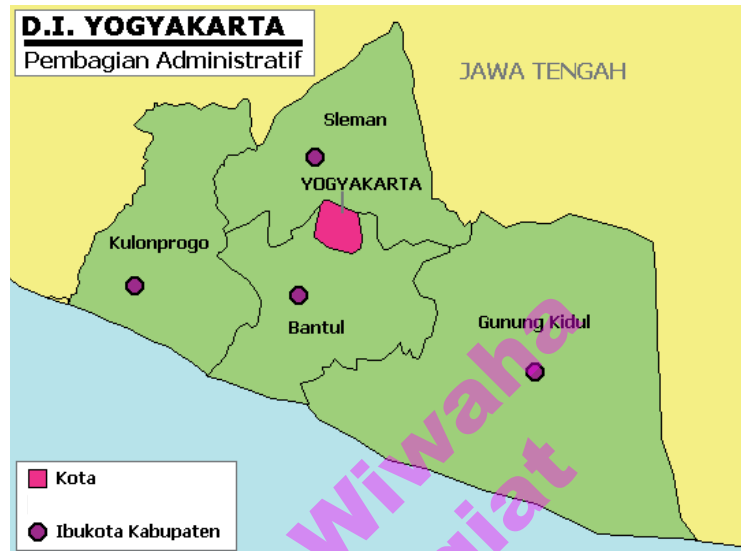 D.I. YOGYAKARTA
Pembagian Administratif
JAWA TENGAH
Sleman
YOGYAKARTA
Kulonprogo
Bantul
Gunung Kidul
Wiwaha
Kota
Ibukota Kabupaten